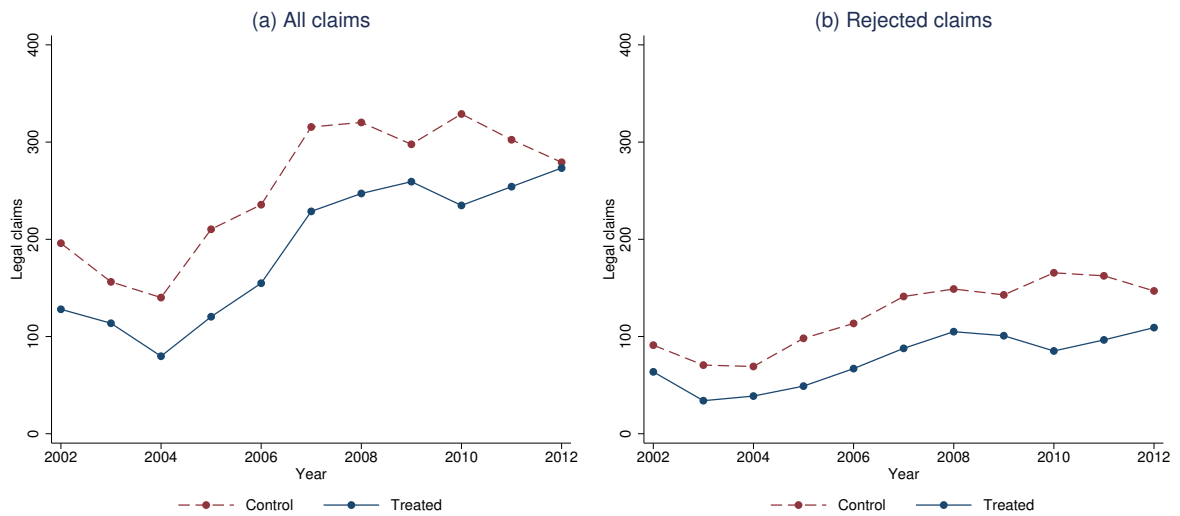 (a) All claims
400
300
200
100
0
Legal claims
2002 2004 2006 2008 2010 2012
Year
Control Treated
(b) Rejected claims
400
300
200
100
0
Legal claims
2002 2004 2006 2008 2010 2012
Year
Control Treated